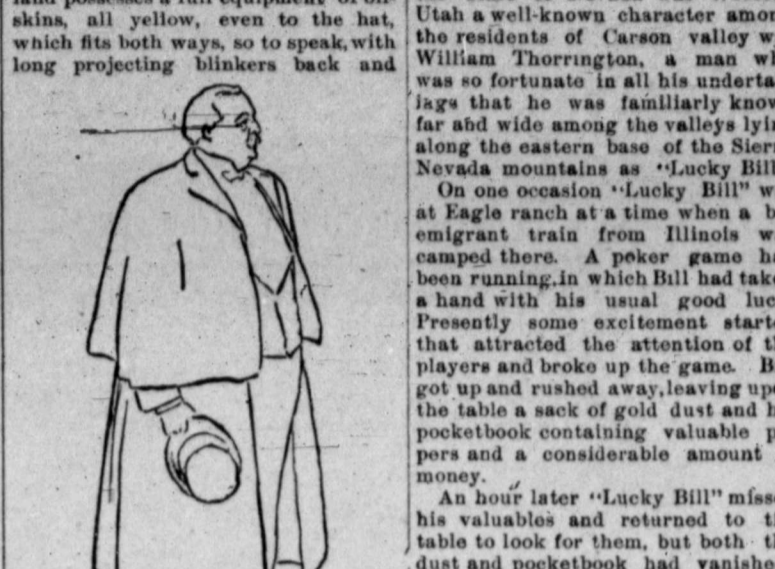 skins, all yellow, even to the hat,
which fits both ways, so to speak, with
long projecting blinkers back and
Utah a well-known character amon
the residents of Carson valley w
William Thorrington, a man wh
was so fortunate in all his underta
ings that he was familiarly know
far and wide among the valleys lyin
along the eastern base of the Sierr
Nevada mountains as "Lucky Bill
On one occasion "Lucky Bill" w
at Eagle ranch at a time when a b
emigrant train from Illinois w
camped there. A poker game ha
been running, in which Bill had take
a hand with his usual good luc
Presently some excitement starte
that attracted the attention of th
players and broke up the game. B
got up and rushed away, leaving upo
the table a sack of gold dust and h
pocketbook containing valuable p
pers and a considerable amount
money.
An hour later "Lucky Bill" misse
his valuables and returned to th
table to look for them, but both th
dust and pocketbook had vanishe